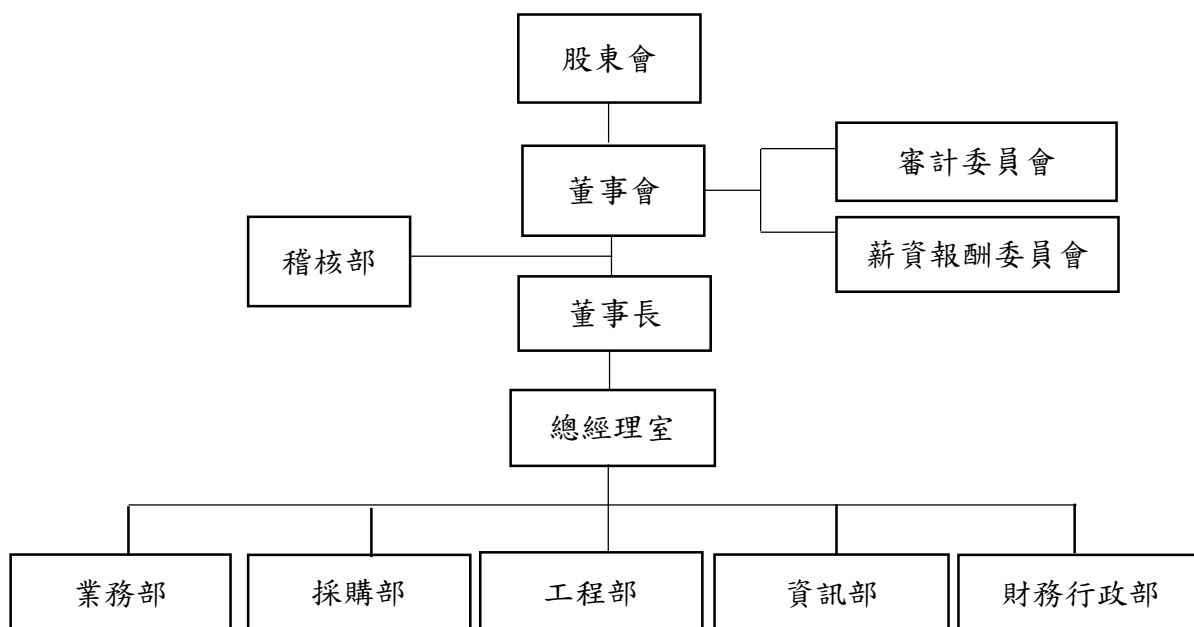 股東會
董事會
審計委員會
薪資報酬委員會
稽核部
董事長
總經理室
業務部
採購部
工程部
資訊部
財務行政部